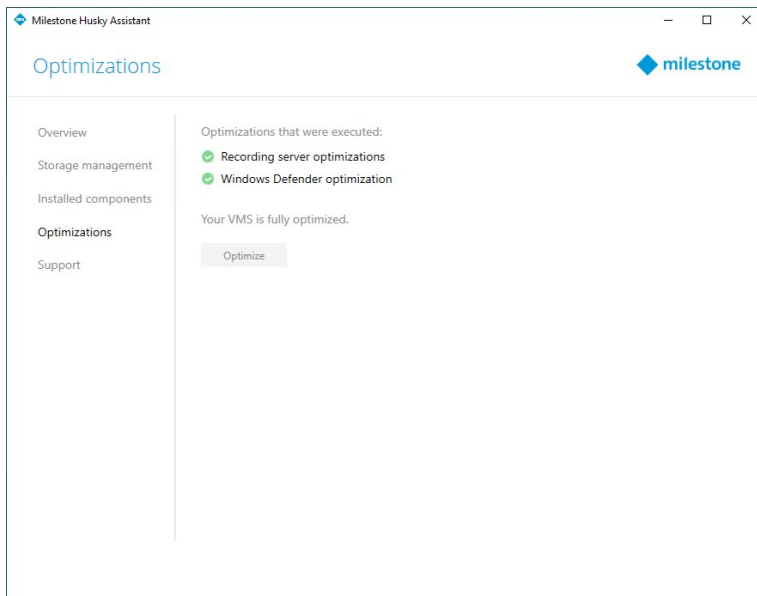 Milestone Husky Assistant
Optimizations
milestone
Overview
Storage management
Installed components
Optimizations
Support
Optimizations that were executed:
Recording server optimizations
Windows Defender optimization
Your VMS is fully optimized.
Optimize